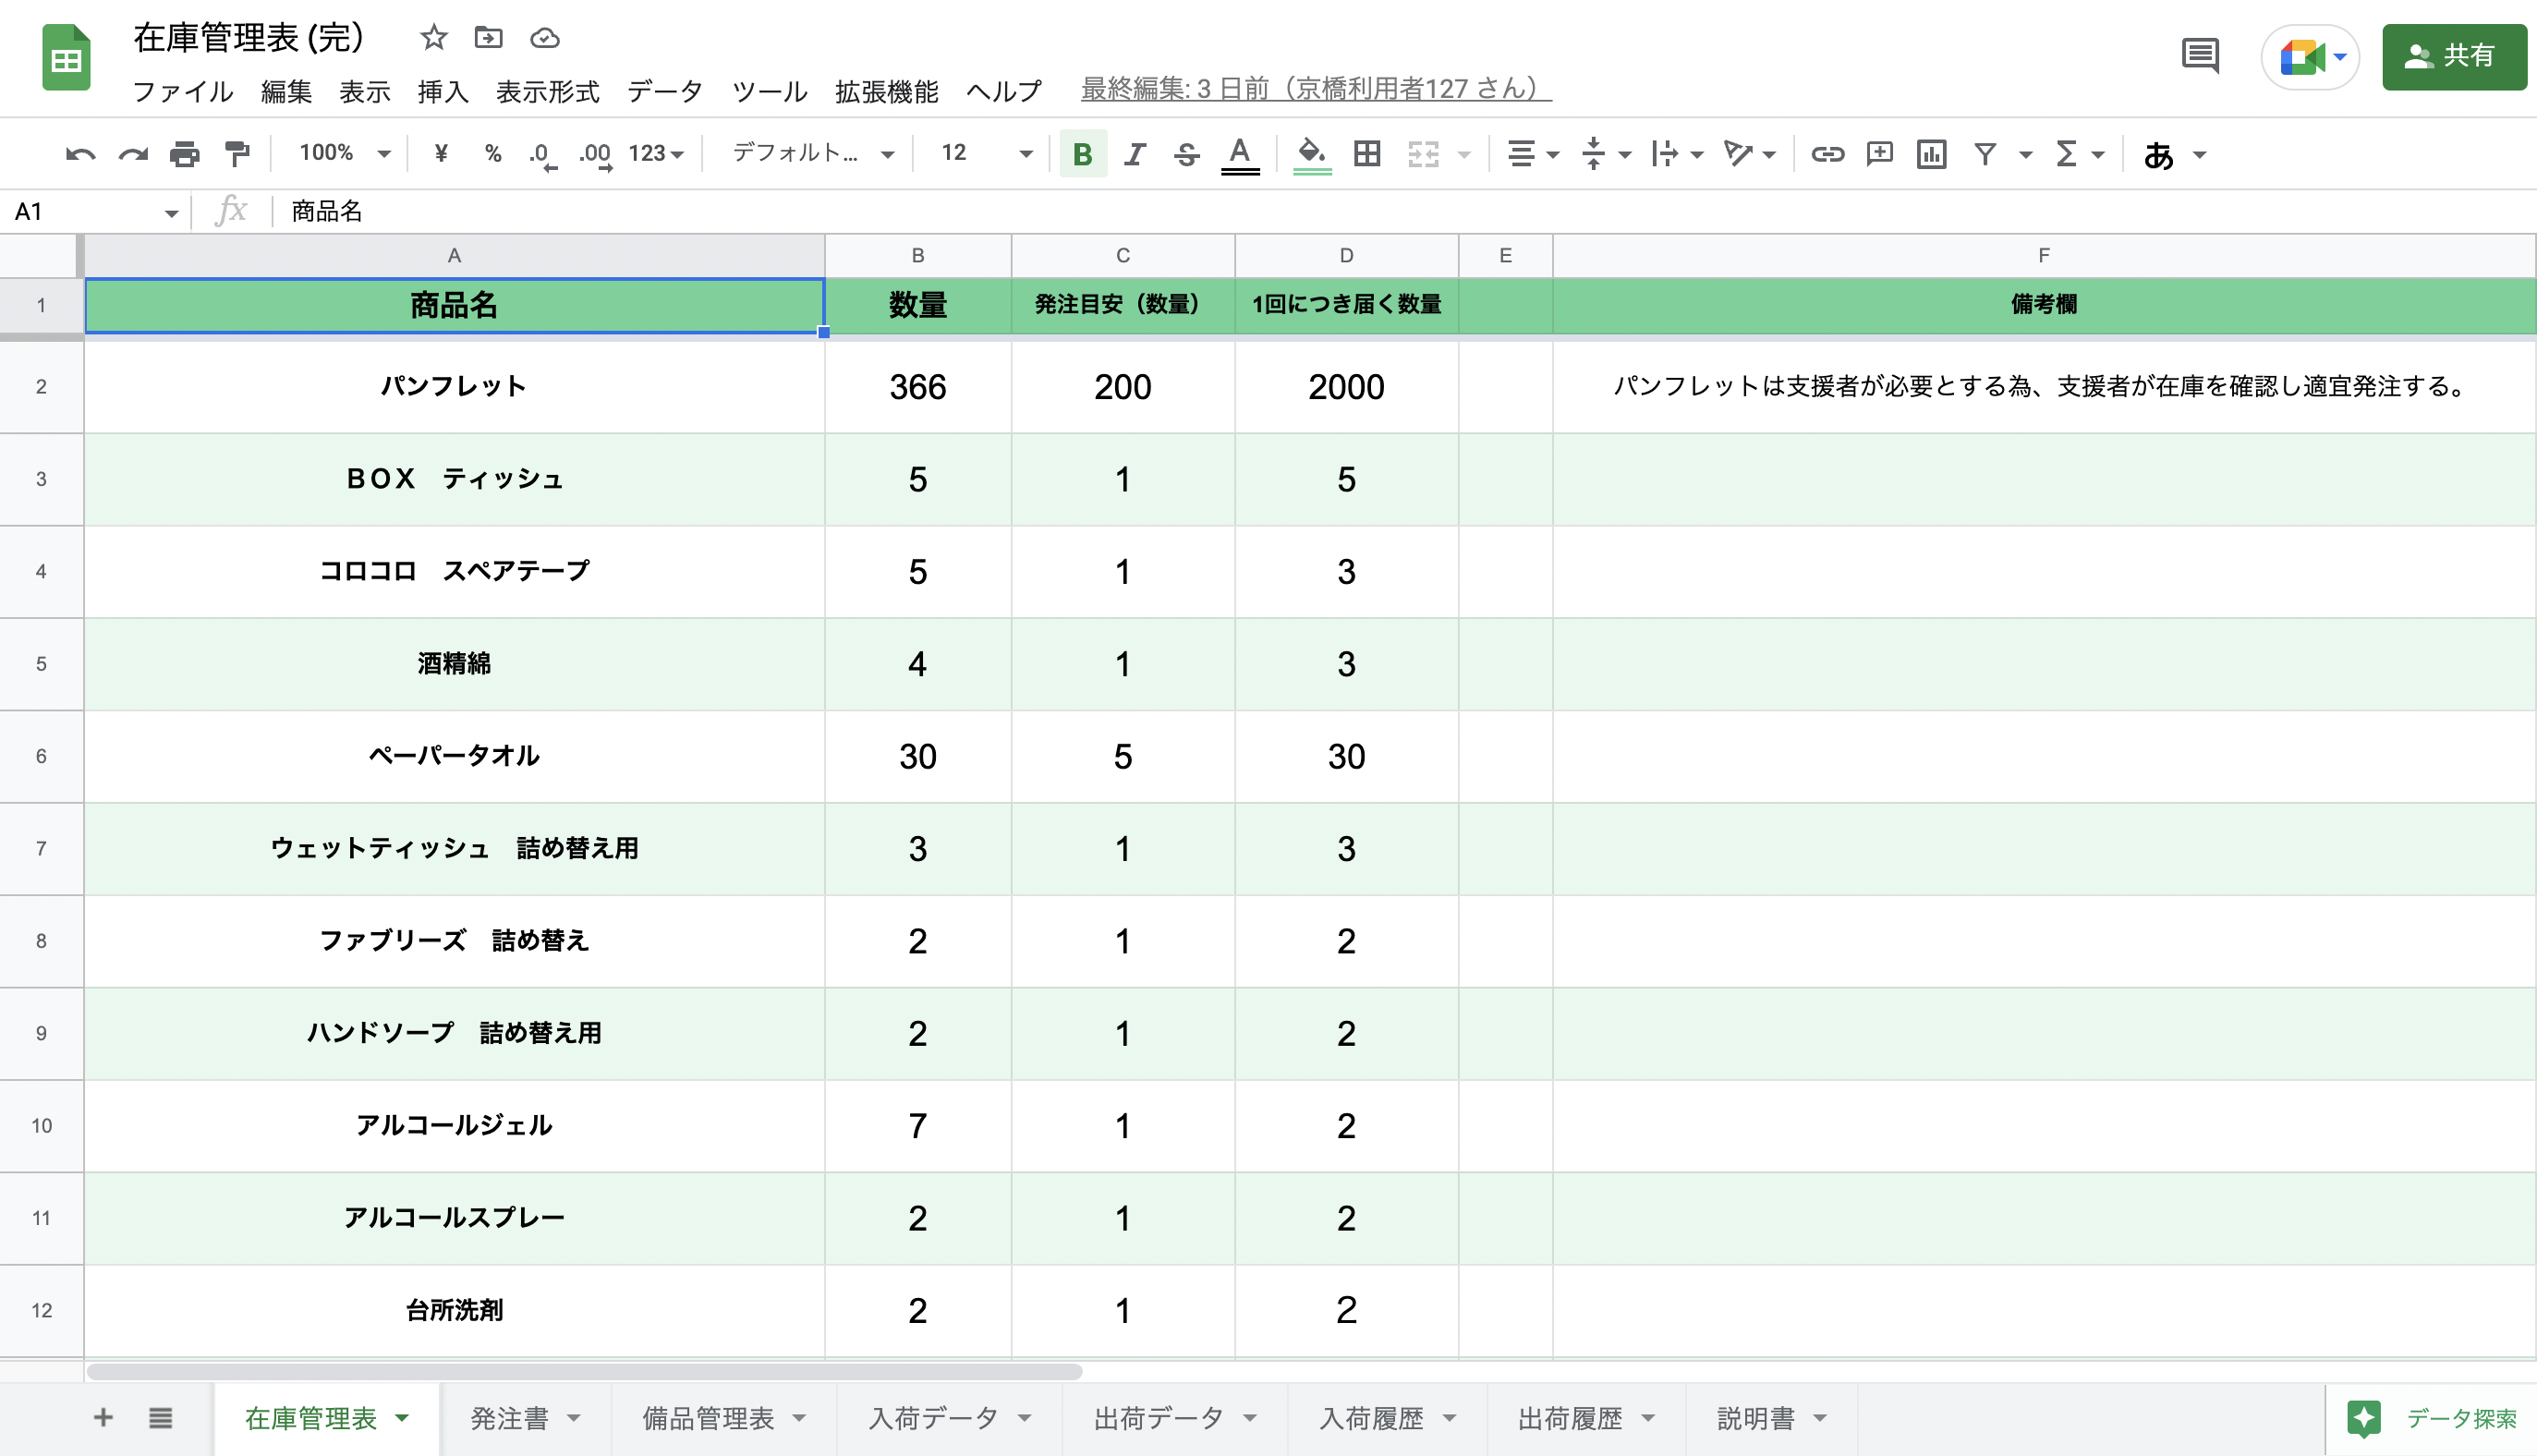 在庫管理表 (完）
ファイル 編集 表示 挿入 表示形式 データ ツール 拡張機能 ヘルプ 最終編集: 3 日前（京橋利用者127 さん）
共有
100% ¥ % .0 .00 123 デフォルト... 12 B I S A あ
A1 fx 商品名
A B C D E F
1 商品名 数量 発注目安（数量） 1回につき届く数量 備考欄
2 パンフレット 366 200 2000 パンフレットは支援者が必要とする為、支援者が在庫を確認し適宜発注する。
3 ＢＯＸ　ティッシュ 5 1 5
4 コロコロ　スペアテープ 5 1 3
5 酒精綿 4 1 3
6 ペーパータオル 30 5 30
7 ウェットティッシュ　詰め替え用 3 1 3
8 ファブリーズ　詰め替え 2 1 2
9 ハンドソープ　詰め替え用 2 1 2
10 アルコールジェル 7 1 2
11 アルコールスプレー 2 1 2
12 台所洗剤 2 1 2
+ 在庫管理表 発注書 備品管理表 入荷データ 出荷データ 入荷履歴 出荷履歴 説明書 データ探索